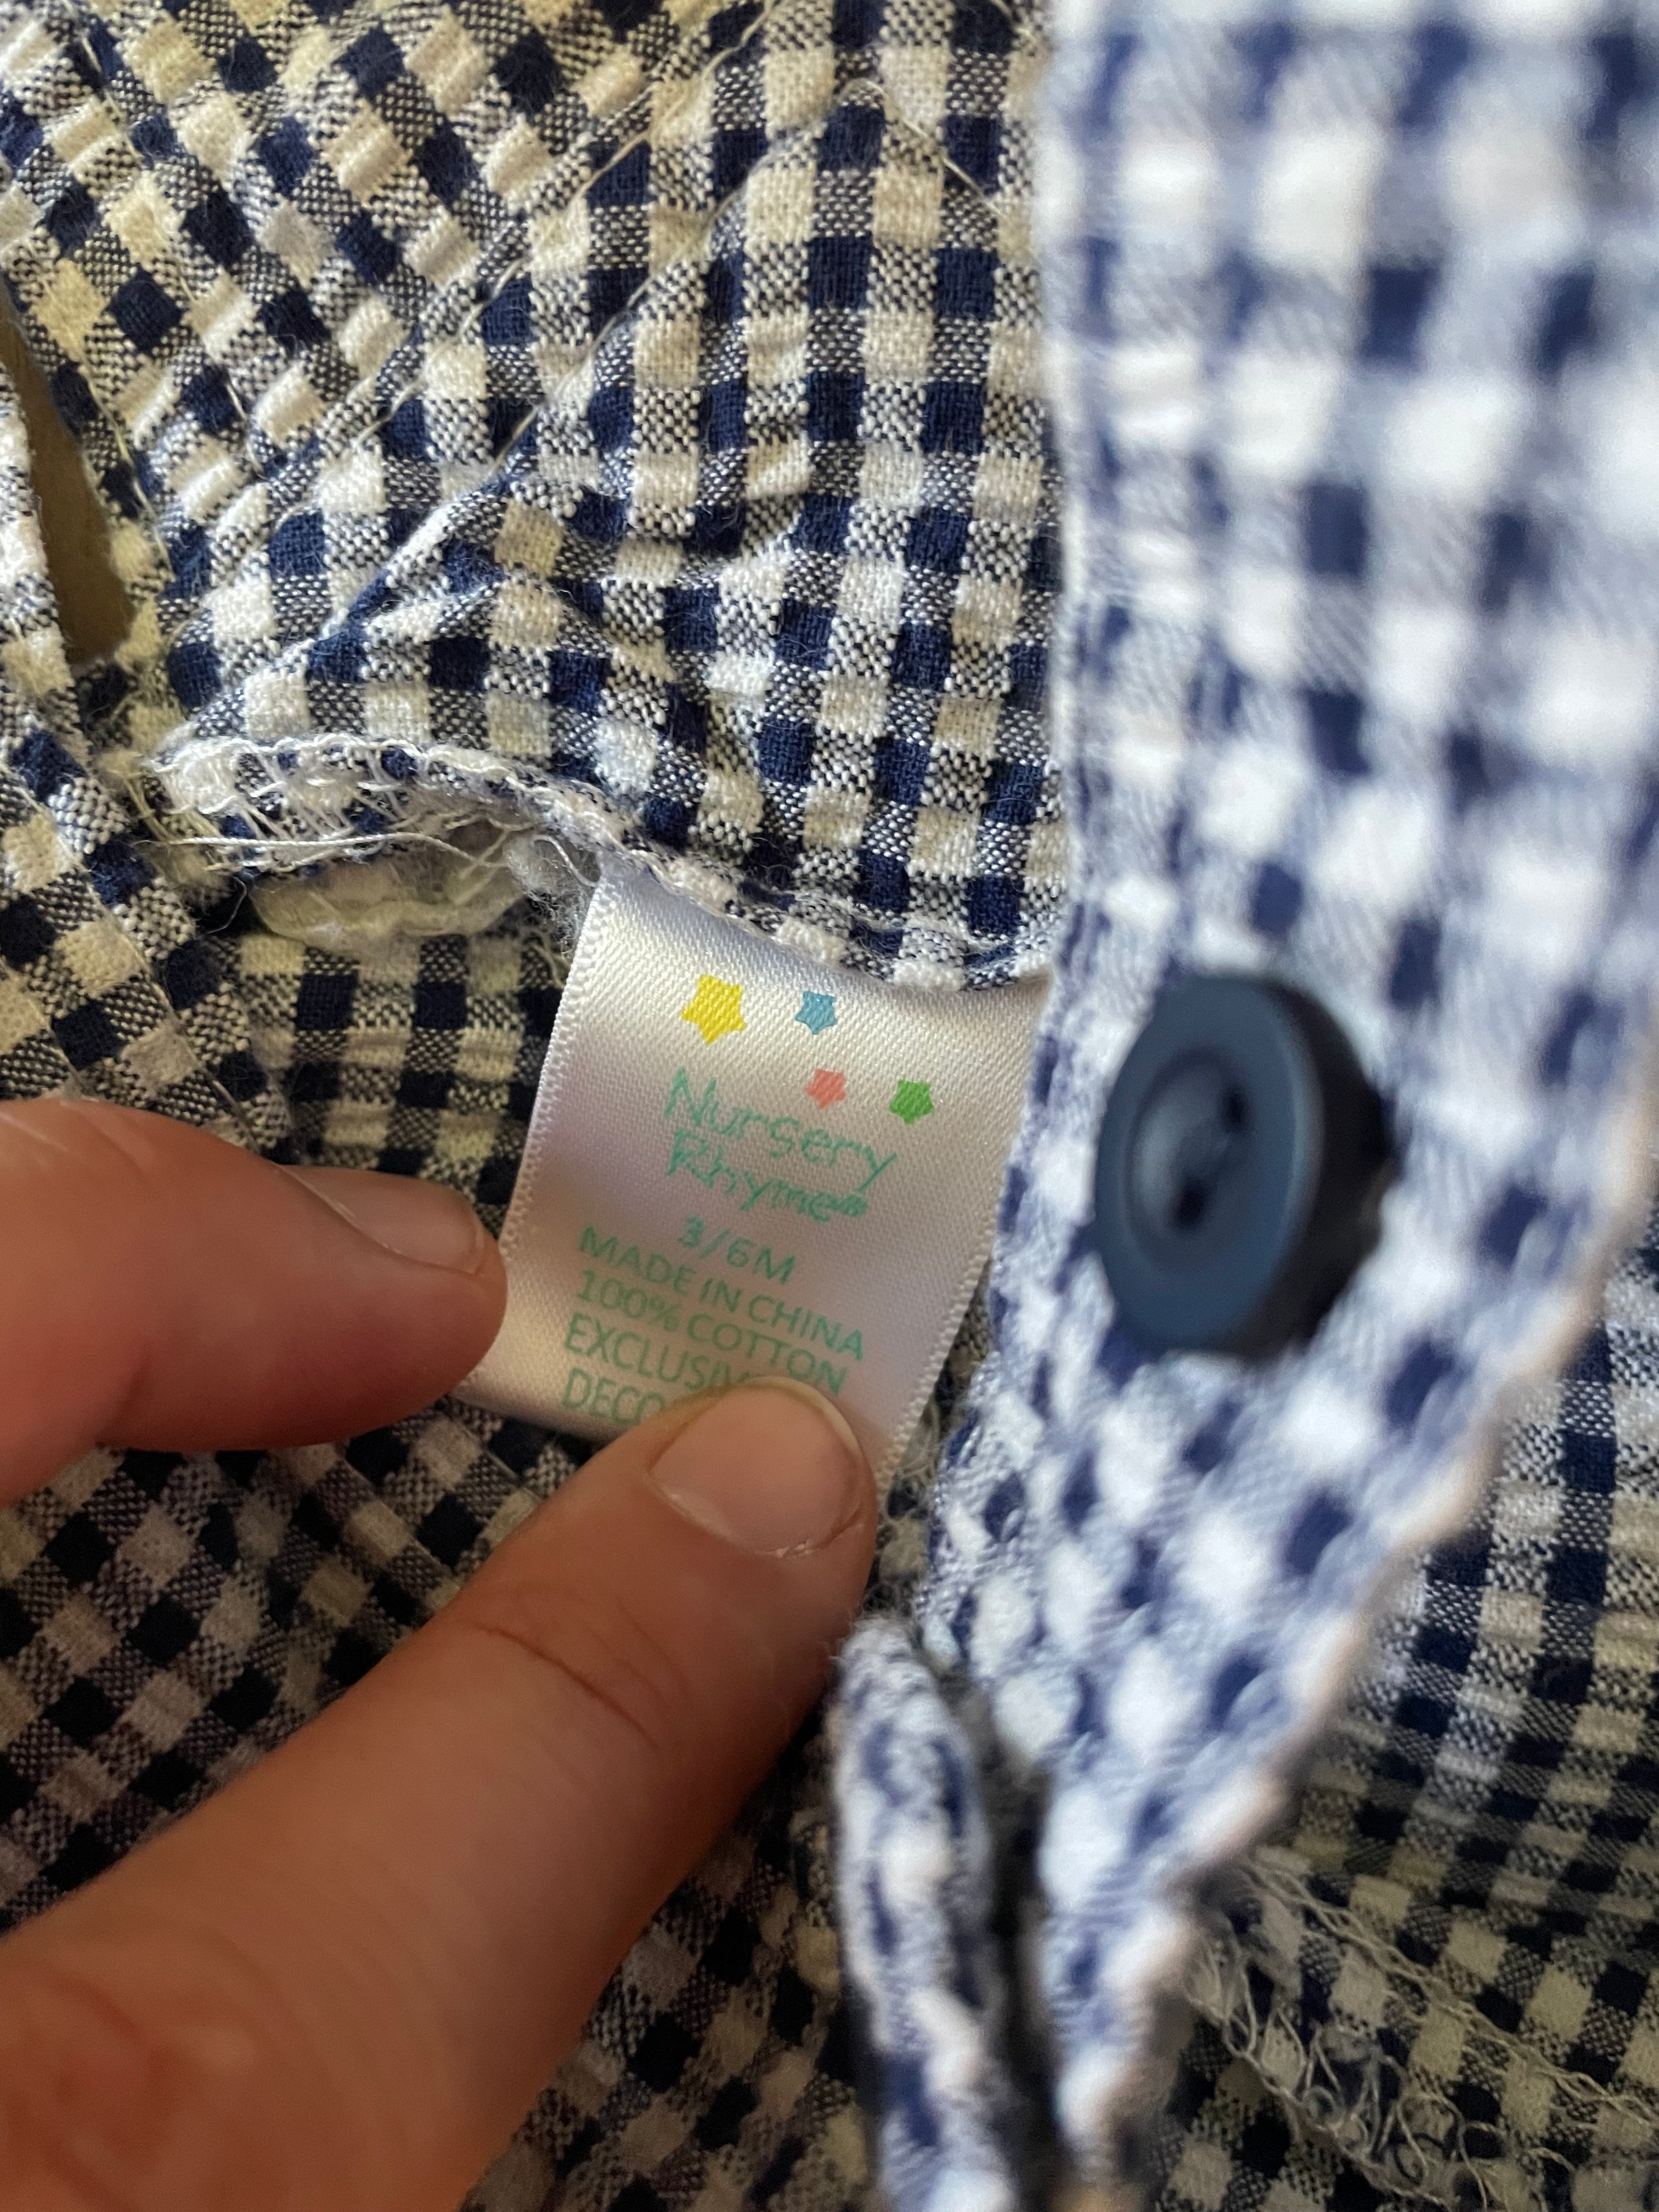 Nursery
Rhyme®
3/6M
MADE IN CHINA
100% COTTON